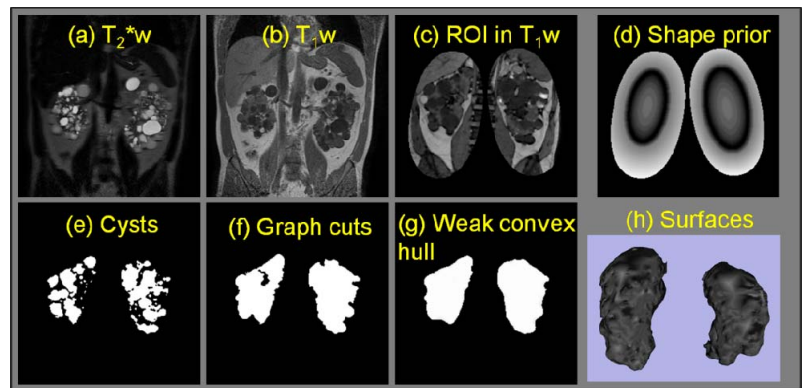 (a) T₂*w
(b) T₁w
(c) ROI in T₁w
(d) Shape prior
(e) Cysts
(f) Graph cuts
(g) Weak convex
hull
(h) Surfaces